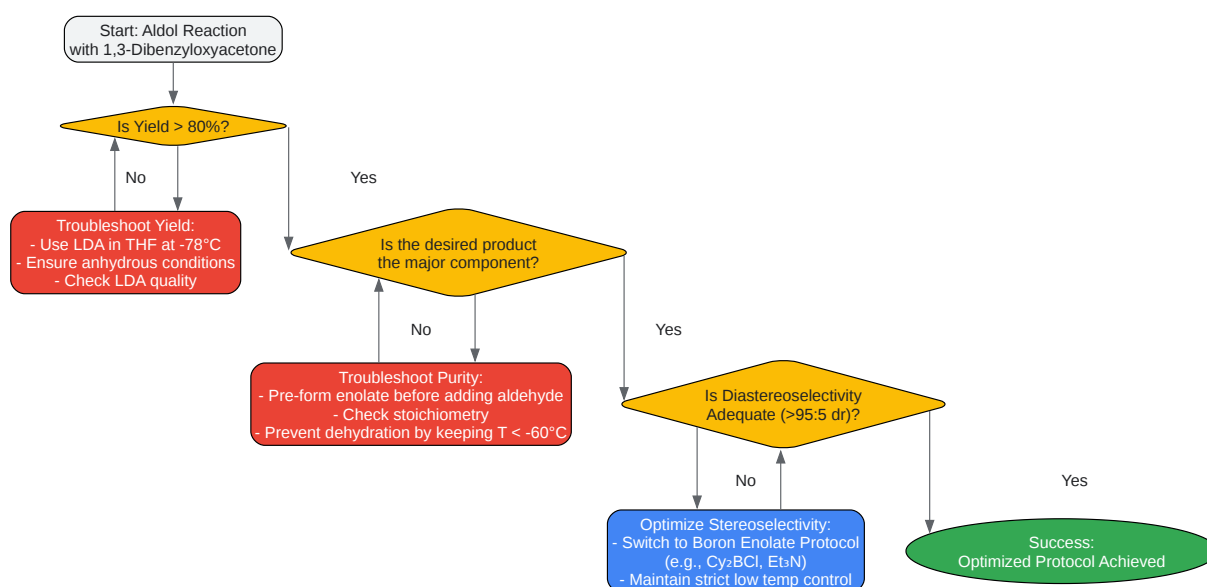 Start: Aldol Reaction
with 1,3-Dibenzyloxyacetone
Is Yield > 80%?
No
Yes
Troubleshoot Yield:
- Use LDA in THF at -78°C
- Ensure anhydrous conditions
- Check LDA quality
Is the desired product
the major component?
No
Yes
Troubleshoot Purity:
- Pre-form enolate before adding aldehyde
- Check stoichiometry
- Prevent dehydration by keeping T < -60°C
Is Diastereoselectivity
Adequate (>95:5 dr)?
No
Yes
Optimize Stereoselectivity:
- Switch to Boron Enolate Protocol
(e.g., Cy₂BCl, Et₃N)
- Maintain strict low temp control
Success:
Optimized Protocol Achieved